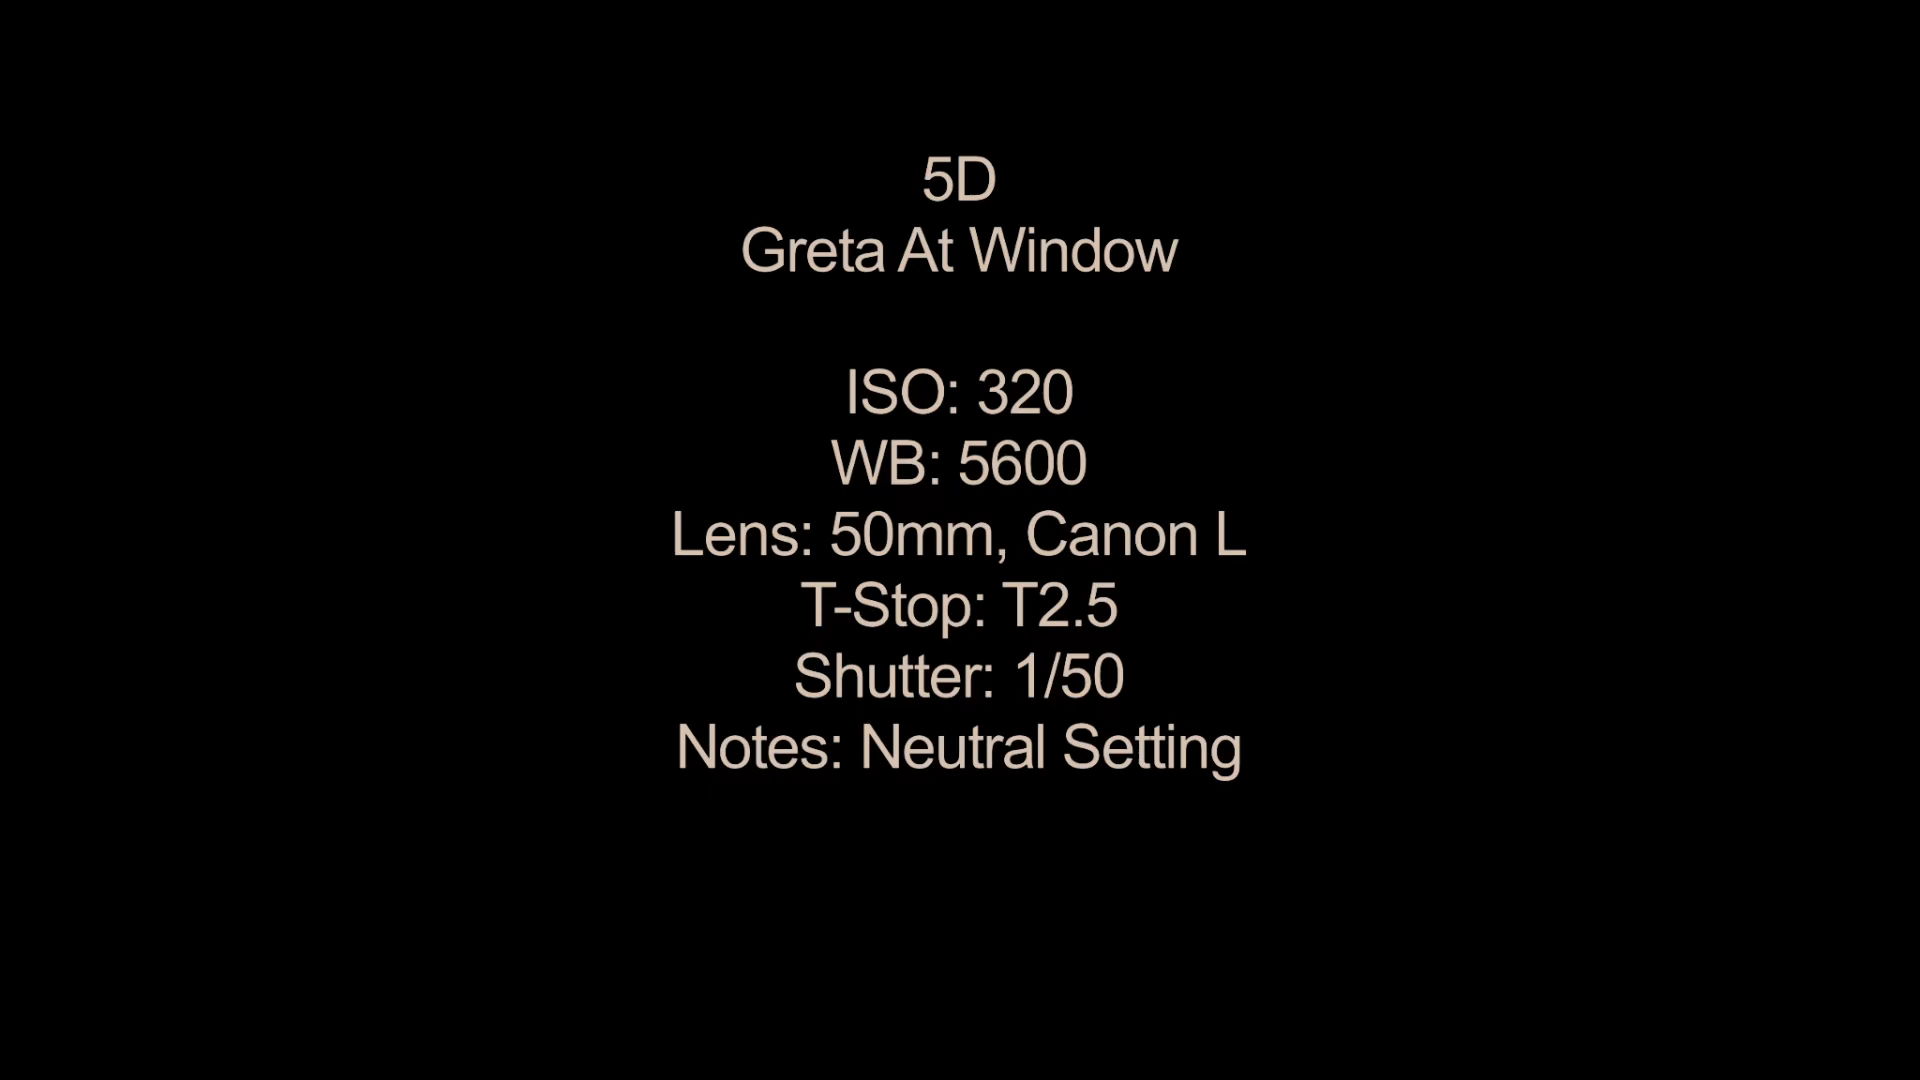 5D
Greta At Window
ISO: 320
WB: 5600
Lens: 50mm, Canon L
T-Stop: T2.5
Shutter: 1/50
Notes: Neutral Setting